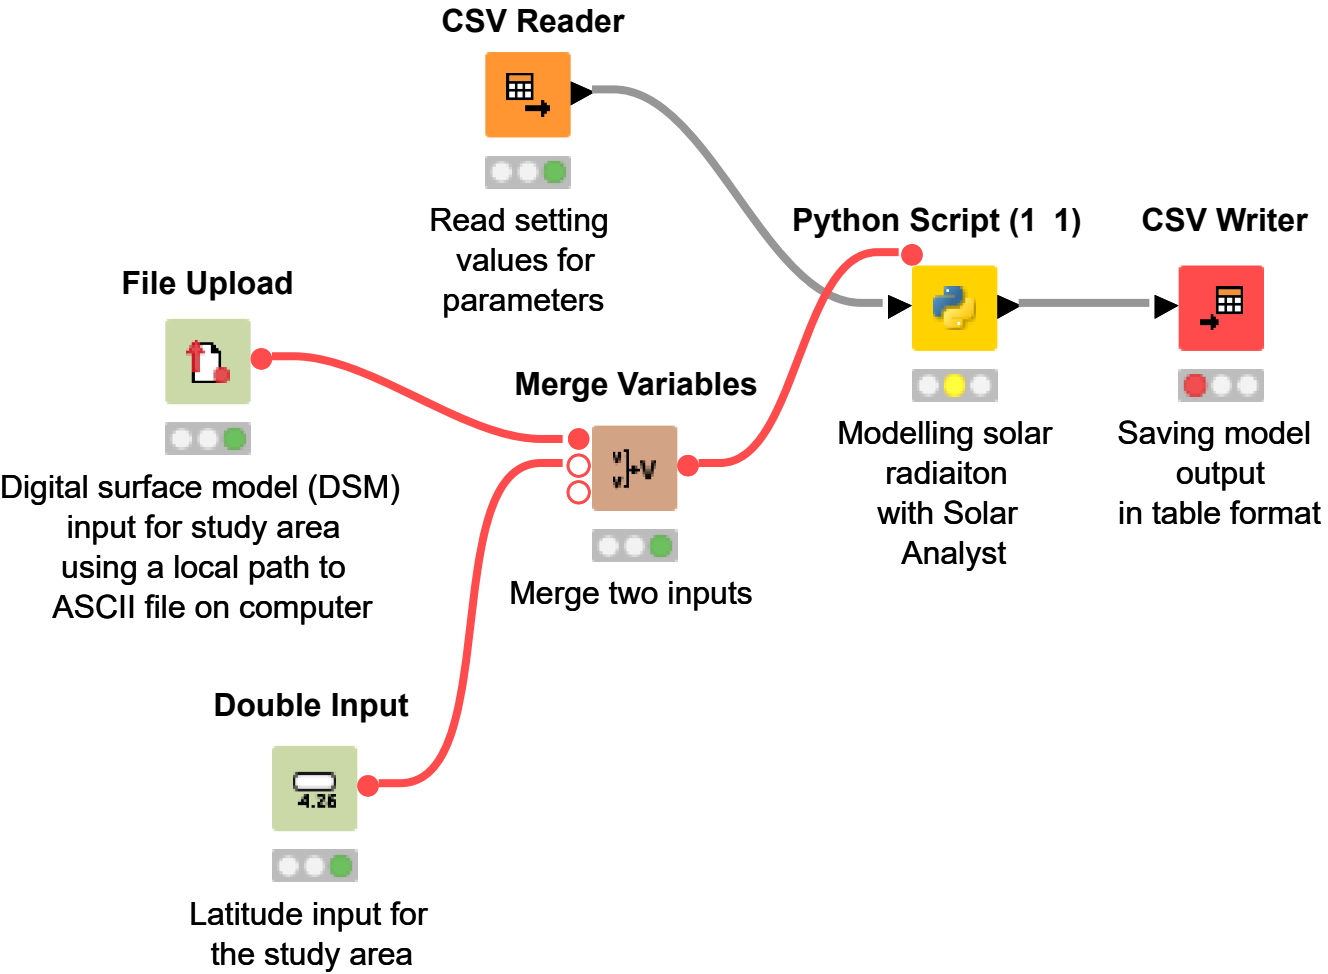 CSV Reader
Read setting
values for
parameters
File Upload
Digital surface model (DSM)
input for study area
using a local path to
ASCII file on computer
Merge Variables
V
V
+V
Merge two inputs
Double Input
4.26
Latitude input for
the study area
Python Script (1 1)
Modelling solar
radiaiton
with Solar
Analyst
CSV Writer
Saving model
output
in table format